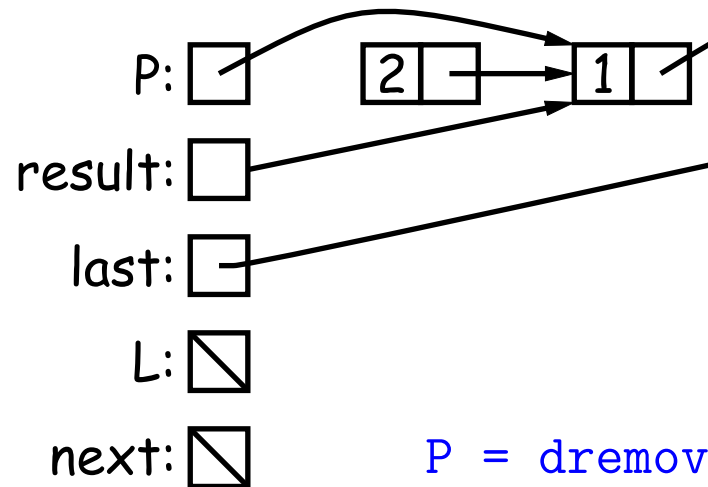 P: 2 1
result:
last:
L:
next:
P = dremov